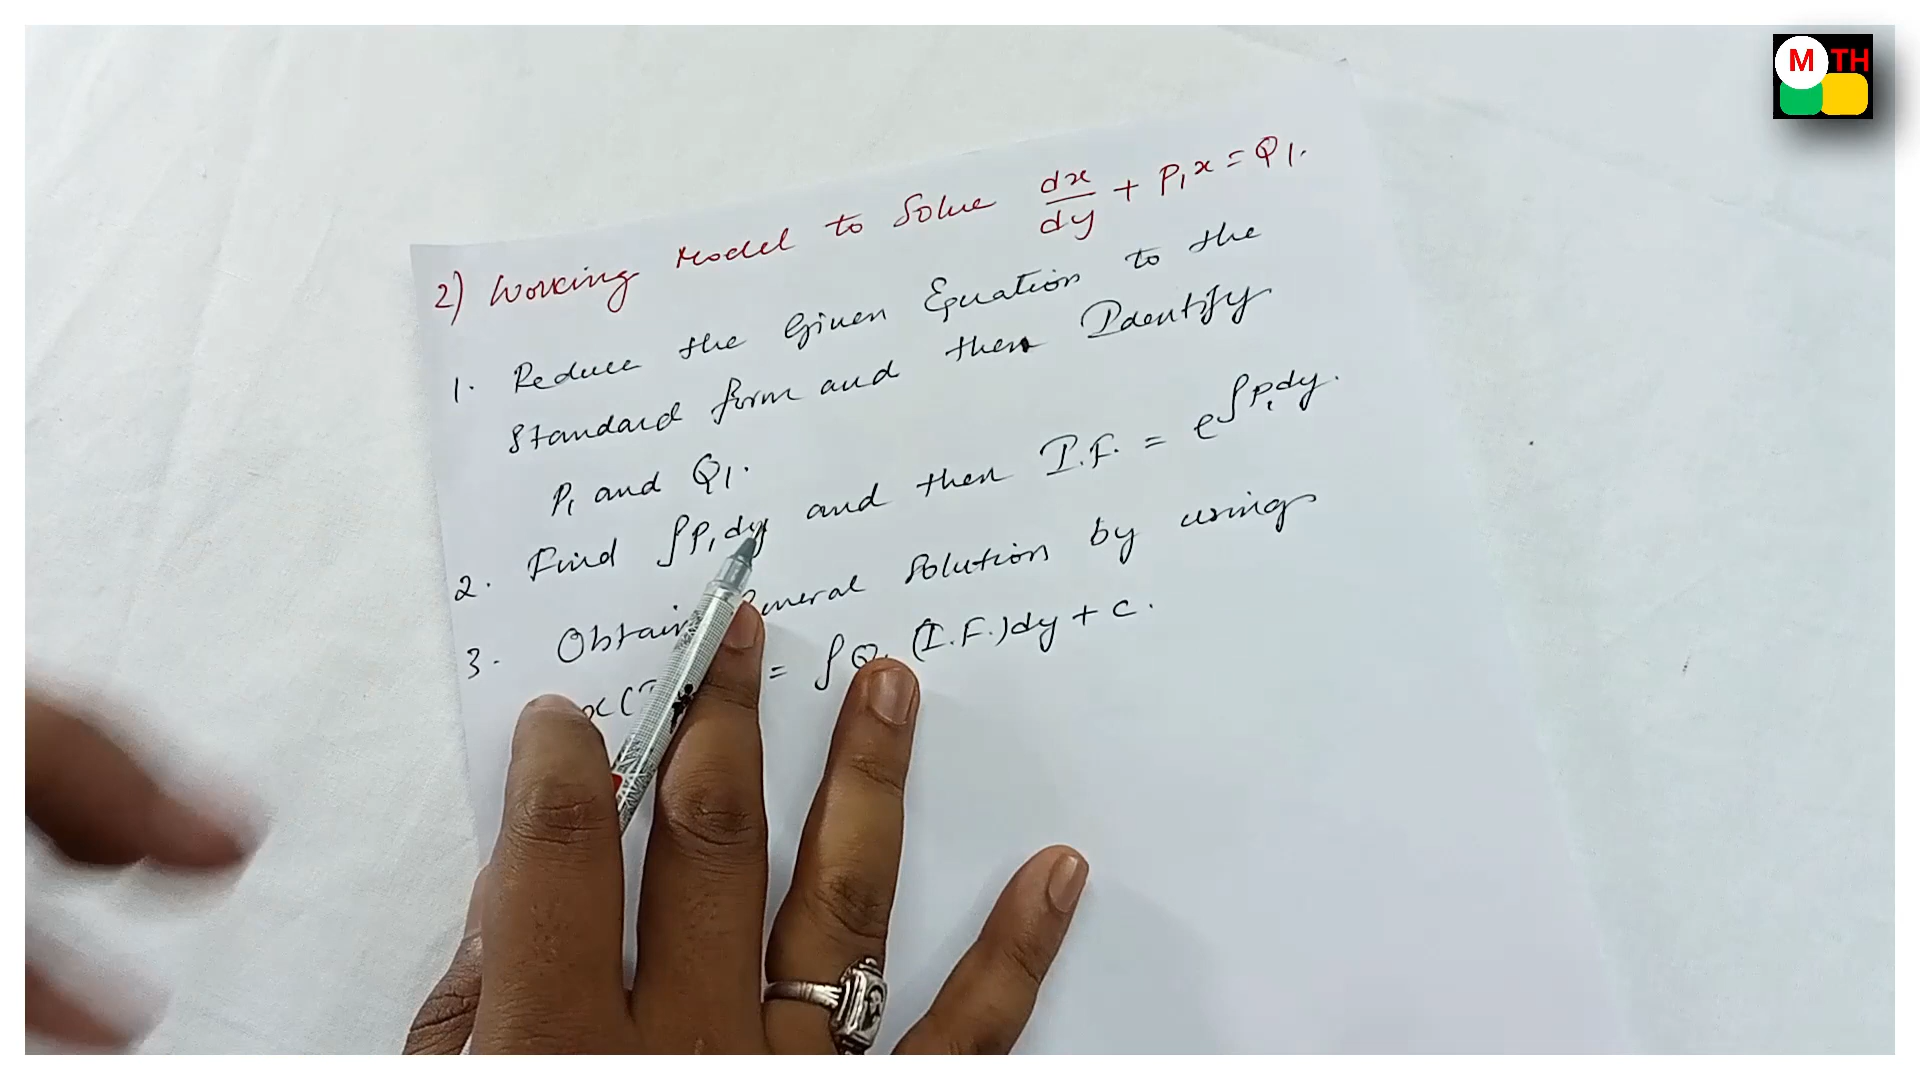 M TH
2) Working Model to Solve dx/dy + P₁x = Q₁.
1. Reduce the Given Equation to the
Standard form and then Identify
P₁ and Q₁.
2. Find ∫P₁dy and then I.F. = e^∫P₁dy.
3. Obtain General Solution by using
x( = ∫Q₁ (I.F.)dy + c.